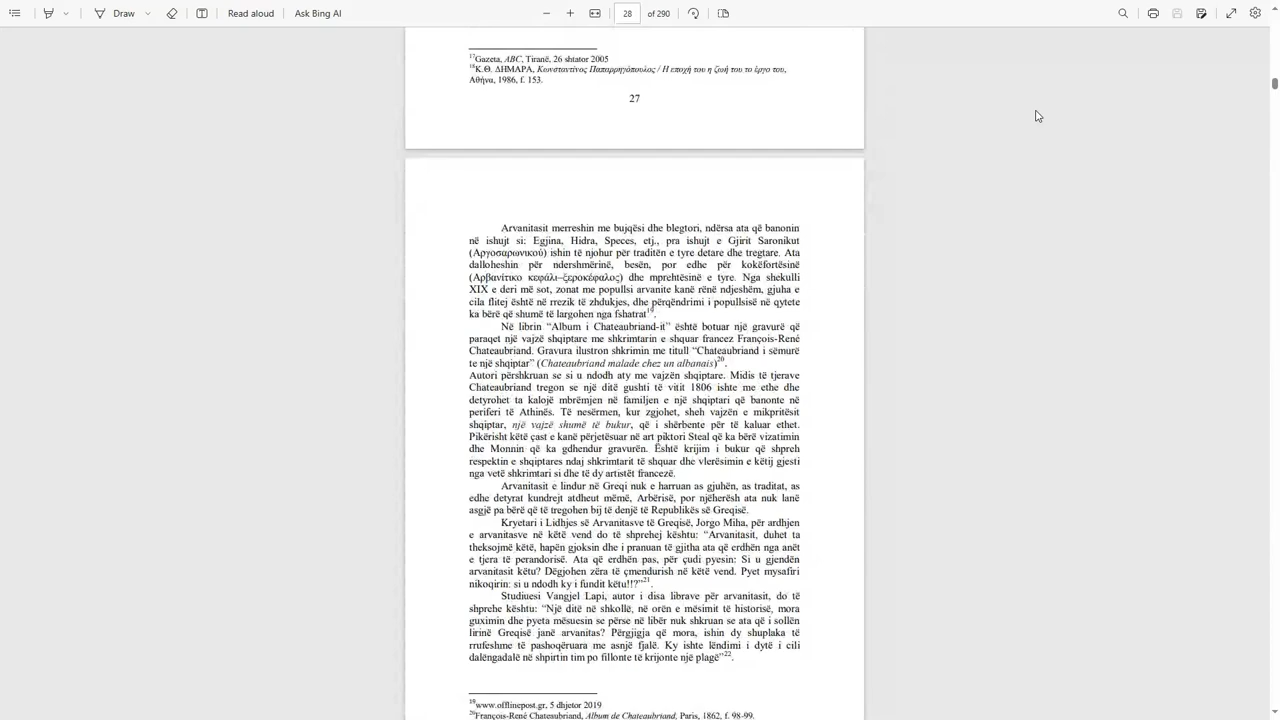 Draw
Read aloud
Ask Bing AI
28
of 290
17Gazeta, ABC, Tiranë, 26 shtator 2005
18Κ.Θ. ΔΗΜΑΡΑ, Κωνσταντίνος Παπαρρηγόπουλος / Η εποχή του η ζωή του το έργο του,
Αθήνα, 1986, f. 153.
27
Arvanitasit merreshin me bujqësi dhe blegtori, ndërsa ata që banonin
në ishujt si: Egjina, Hidra, Speces, etj., pra ishujt e Gjirit Saronikut
(Αργοσαρωνικού) ishin të njohur për traditën e tyre detare dhe tregtare. Ata
dalloheshin për ndershmërinë, besën, por edhe për kokëfortësinë
(Αρβανίτικο κεφάλι–ξεροκέφαλος) dhe mprehtësinë e tyre. Nga shekulli
XIX e deri më sot, zonat me popullsi arvanite kanë rënë ndjeshëm, gjuha e
cila flitej është në rrezik të zhdukjes, dhe përqëndrimi i popullsisë në qytete
ka bërë që shumë të largohen nga fshatrat19.
Në librin “Album i Chateaubriand-it” është botuar një gravurë që
paraqet një vajzë shqiptare me shkrimtarin e shquar francez François-René
Chateaubriand. Gravura ilustron shkrimin me titull “Chateaubriand i sëmurë
te një shqiptar” (Chateaubriand malade chez un albanais)20.
Autori përshkruan se si u ndodh aty me vajzën shqiptare. Midis të tjerave
Chateaubriand tregon se një ditë gushti të vitit 1806 ishte me ethe dhe
detyrohet ta kalojë mbrëmjen në familjen e një shqiptari që banonte në
periferi të Athinës. Të nesërmen, kur zgjohet, sheh vajzën e mikpritësit
shqiptar, një vajzë shumë të bukur, që i shërbente për të kaluar ethet.
Pikërisht këtë çast e kanë përjetësuar në art piktori Steal që ka bërë vizatimin
dhe Monnin që ka gdhendur gravurën. Është krijim i bukur që shpreh
respektin e shqiptares ndaj shkrimtarit të shquar dhe vlerësimin e këtij gjesti
nga vetë shkrimtari si dhe të dy artistët francezë.
Arvanitasit e lindur në Greqi nuk e harruan as gjuhën, as traditat, as
edhe detyrat kundrejt atdheut mëmë, Arbërisë, por njëherësh ata nuk lanë
asgjë pa bërë që të tregohen bij të denjë të Republikës së Greqisë.
Kryetari i Lidhjes së Arvanitasve të Greqisë, Jorgo Miha, për ardhjen
e arvanitasve në këtë vend do të shprehej kështu: “Arvanitasit, duhet ta
theksojmë këtë, hapën gjoksin dhe i pranuan të gjitha ata që erdhën nga anët
e tjera të perandorisë. Ata që erdhën pas, për çudi pyesin: Si u gjendën
arvanitasit këtu? Dëgjohen zëra të çmendurish në këtë vend. Pyet mysafiri
nikoqirin: si u ndodh ky i fundit këtu!!?”21.
Studiuesi Vangjel Lapi, autor i disa librave për arvanitasit, do të
shprehe kështu: “Një ditë në shkollë, në orën e mësimit të historisë, mora
guximin dhe pyeta mësucsin se përse në libër nuk shkruan se ata që i sollën
lirinë Greqisë janë arvanitas? Përgjigja që mora, ishin dy shuplaka të
rrufeshme të pashoqëruara me asnjë fjalë. Ky ishte lëndimi i dytë i cili
dalëngadalë në shpirtin tim po fillonte të krijonte një plagë”22.
19www.offlinepost.gr, 5 dhjetor 2019
20François-René Chateaubriand, Album de Chateaubriand, Paris, 1862, f. 98-99.